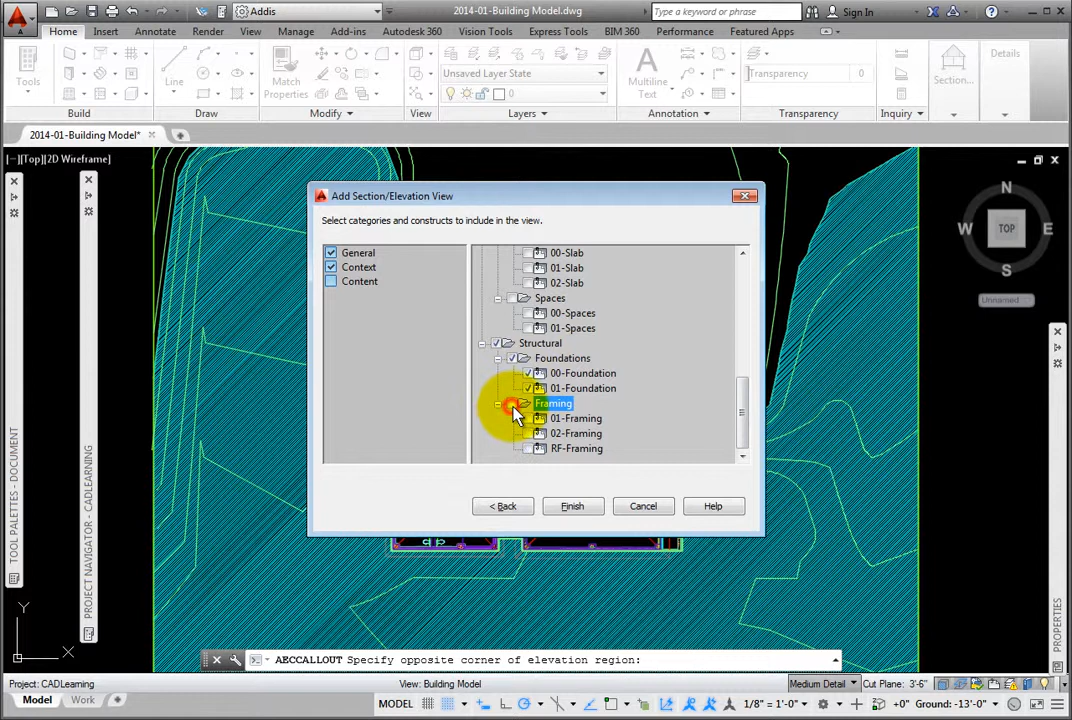 Addis
2014-01-Building Model.dwg
Type a keyword or phrase
Sign In
Home Insert Annotate Render View Manage Add-ins Autodesk 360 Vision Tools Express Tools BIM 360 Performance Featured Apps
Tools
Line
Match
Properties
Unsaved Layer State
0
Multiline
Text
Transparency 0
Section...
Details
Build Draw Modify View Layers Annotation Transparency Inquiry
2014-01-Building Model*
[−][Top][2D Wireframe]
Add Section/Elevation View
Select categories and constructs to include in the view.
General
Context
Content
00-Slab
01-Slab
02-Slab
Spaces
00-Spaces
01-Spaces
Structural
Foundations
00-Foundation
01-Foundation
Framing
01-Framing
02-Framing
RF-Framing
< Back Finish Cancel Help
N
W TOP E
S
Unnamed
TOOL PALETTES - DOCUMENT
PROJECT NAVIGATOR - CADLEARNING
PROPERTIES
Y
X
AECCALLOUT Specify opposite corner of elevation region:
Project: CADLearning View: Building Model Medium Detail Cut Plane: 3'-6"
Model Work MODEL 1/8" = 1'-0" +0" Ground: -13'-0"